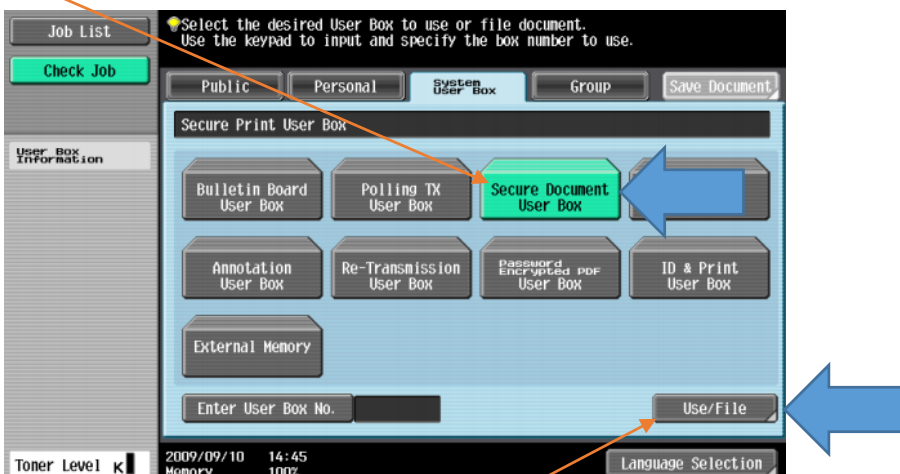 Job List
Select the desired User Box to use or file document.
Use the keypad to input and specify the box number to use.
Check Job
Public
Personal
System
User Box
Group
Save Document
Secure Print User Box
User Box
Information
Bulletin Board
User Box
Polling TX
User Box
Secure Document
User Box
Annotation
User Box
Re-Transmission
User Box
Password
Encrypted PDF
User Box
ID & Print
User Box
External Memory
Enter User Box No.
Use/File
Toner Level K
2009/09/10 14:45
Memory 100%
Language Selection